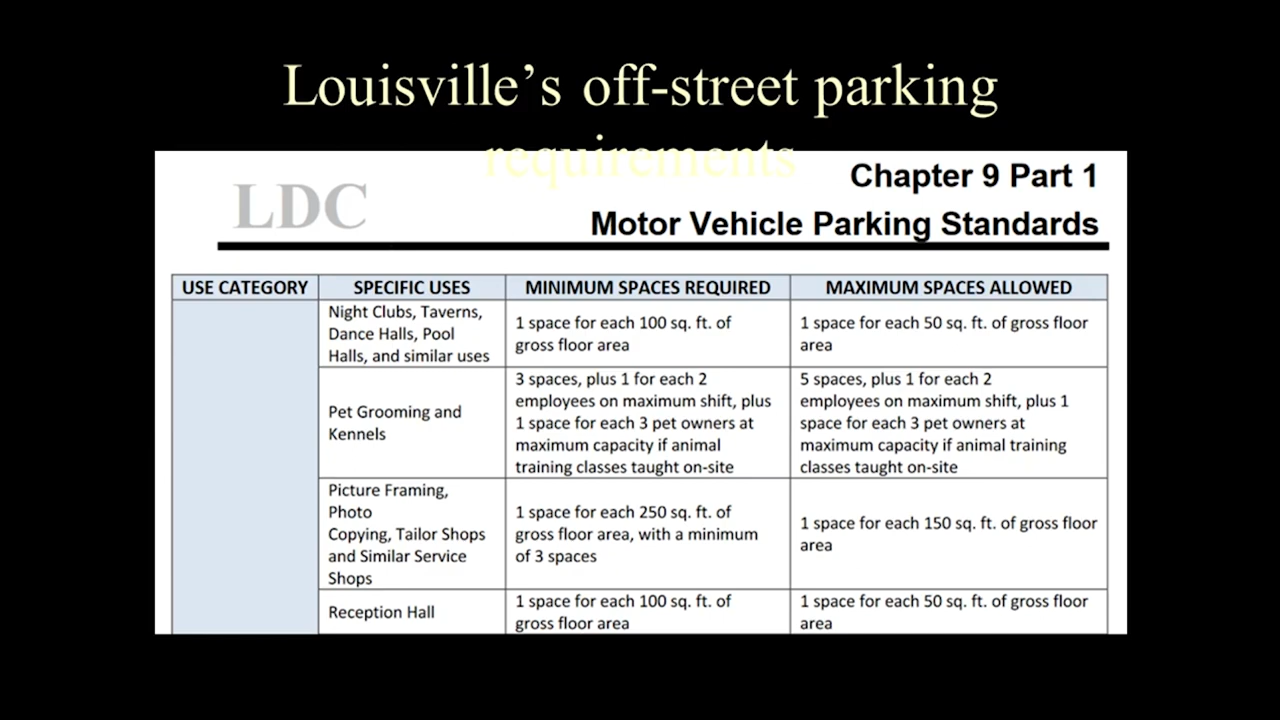 Louisville’s off-street parking
requirements
LDC
Chapter 9 Part 1
Motor Vehicle Parking Standards
USE CATEGORY SPECIFIC USES MINIMUM SPACES REQUIRED MAXIMUM SPACES ALLOWED
Night Clubs, Taverns,
Dance Halls, Pool
Halls, and similar uses
1 space for each 100 sq. ft. of
gross floor area
1 space for each 50 sq. ft. of gross floor
area
Pet Grooming and
Kennels
3 spaces, plus 1 for each 2
employees on maximum shift, plus
1 space for each 3 pet owners at
maximum capacity if animal
training classes taught on-site
5 spaces, plus 1 for each 2
employees on maximum shift, plus 1
space for each 3 pet owners at
maximum capacity if animal training
classes taught on-site
Picture Framing,
Photo
Copying, Tailor Shops
and Similar Service
Shops
1 space for each 250 sq. ft. of
gross floor area, with a minimum
of 3 spaces
1 space for each 150 sq. ft. of gross floor
area
Reception Hall
1 space for each 100 sq. ft. of
gross floor area
1 space for each 50 sq. ft. of gross floor
area